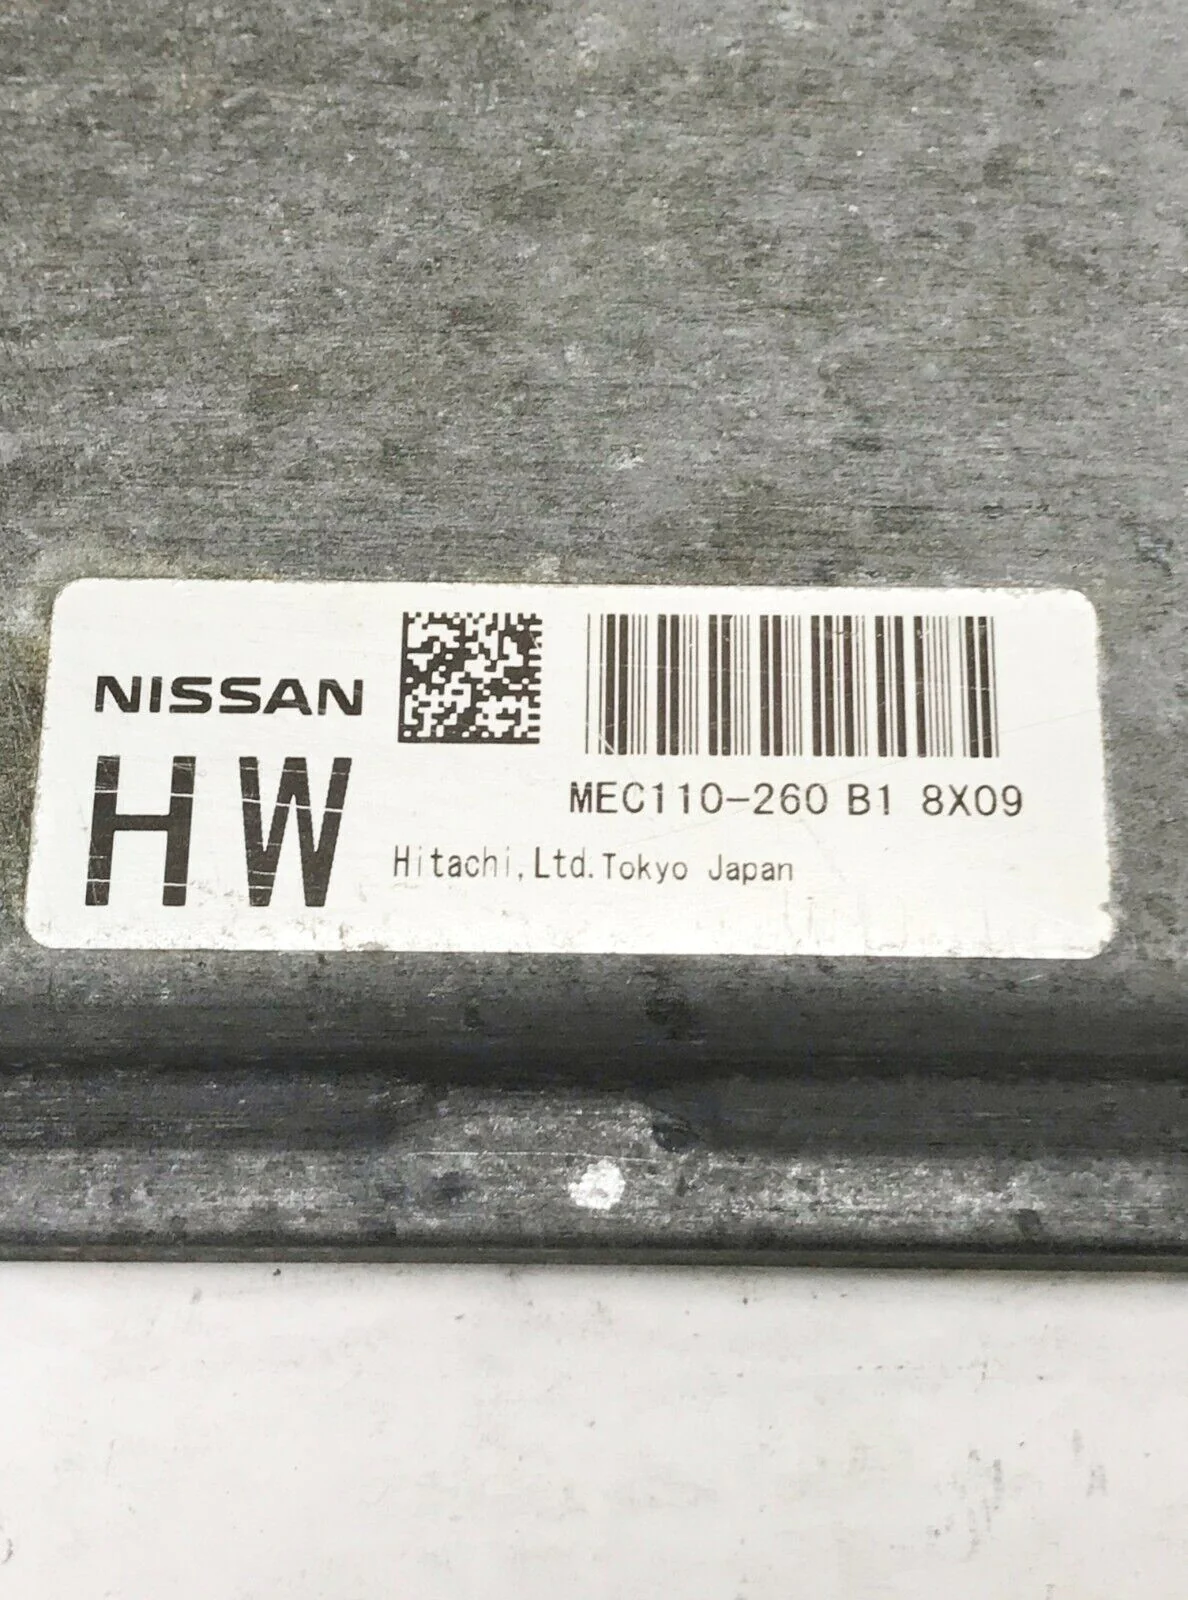 NISSAN
HW
MEC110-260 B1 8X09
Hitachi,Ltd.Tokyo Japan